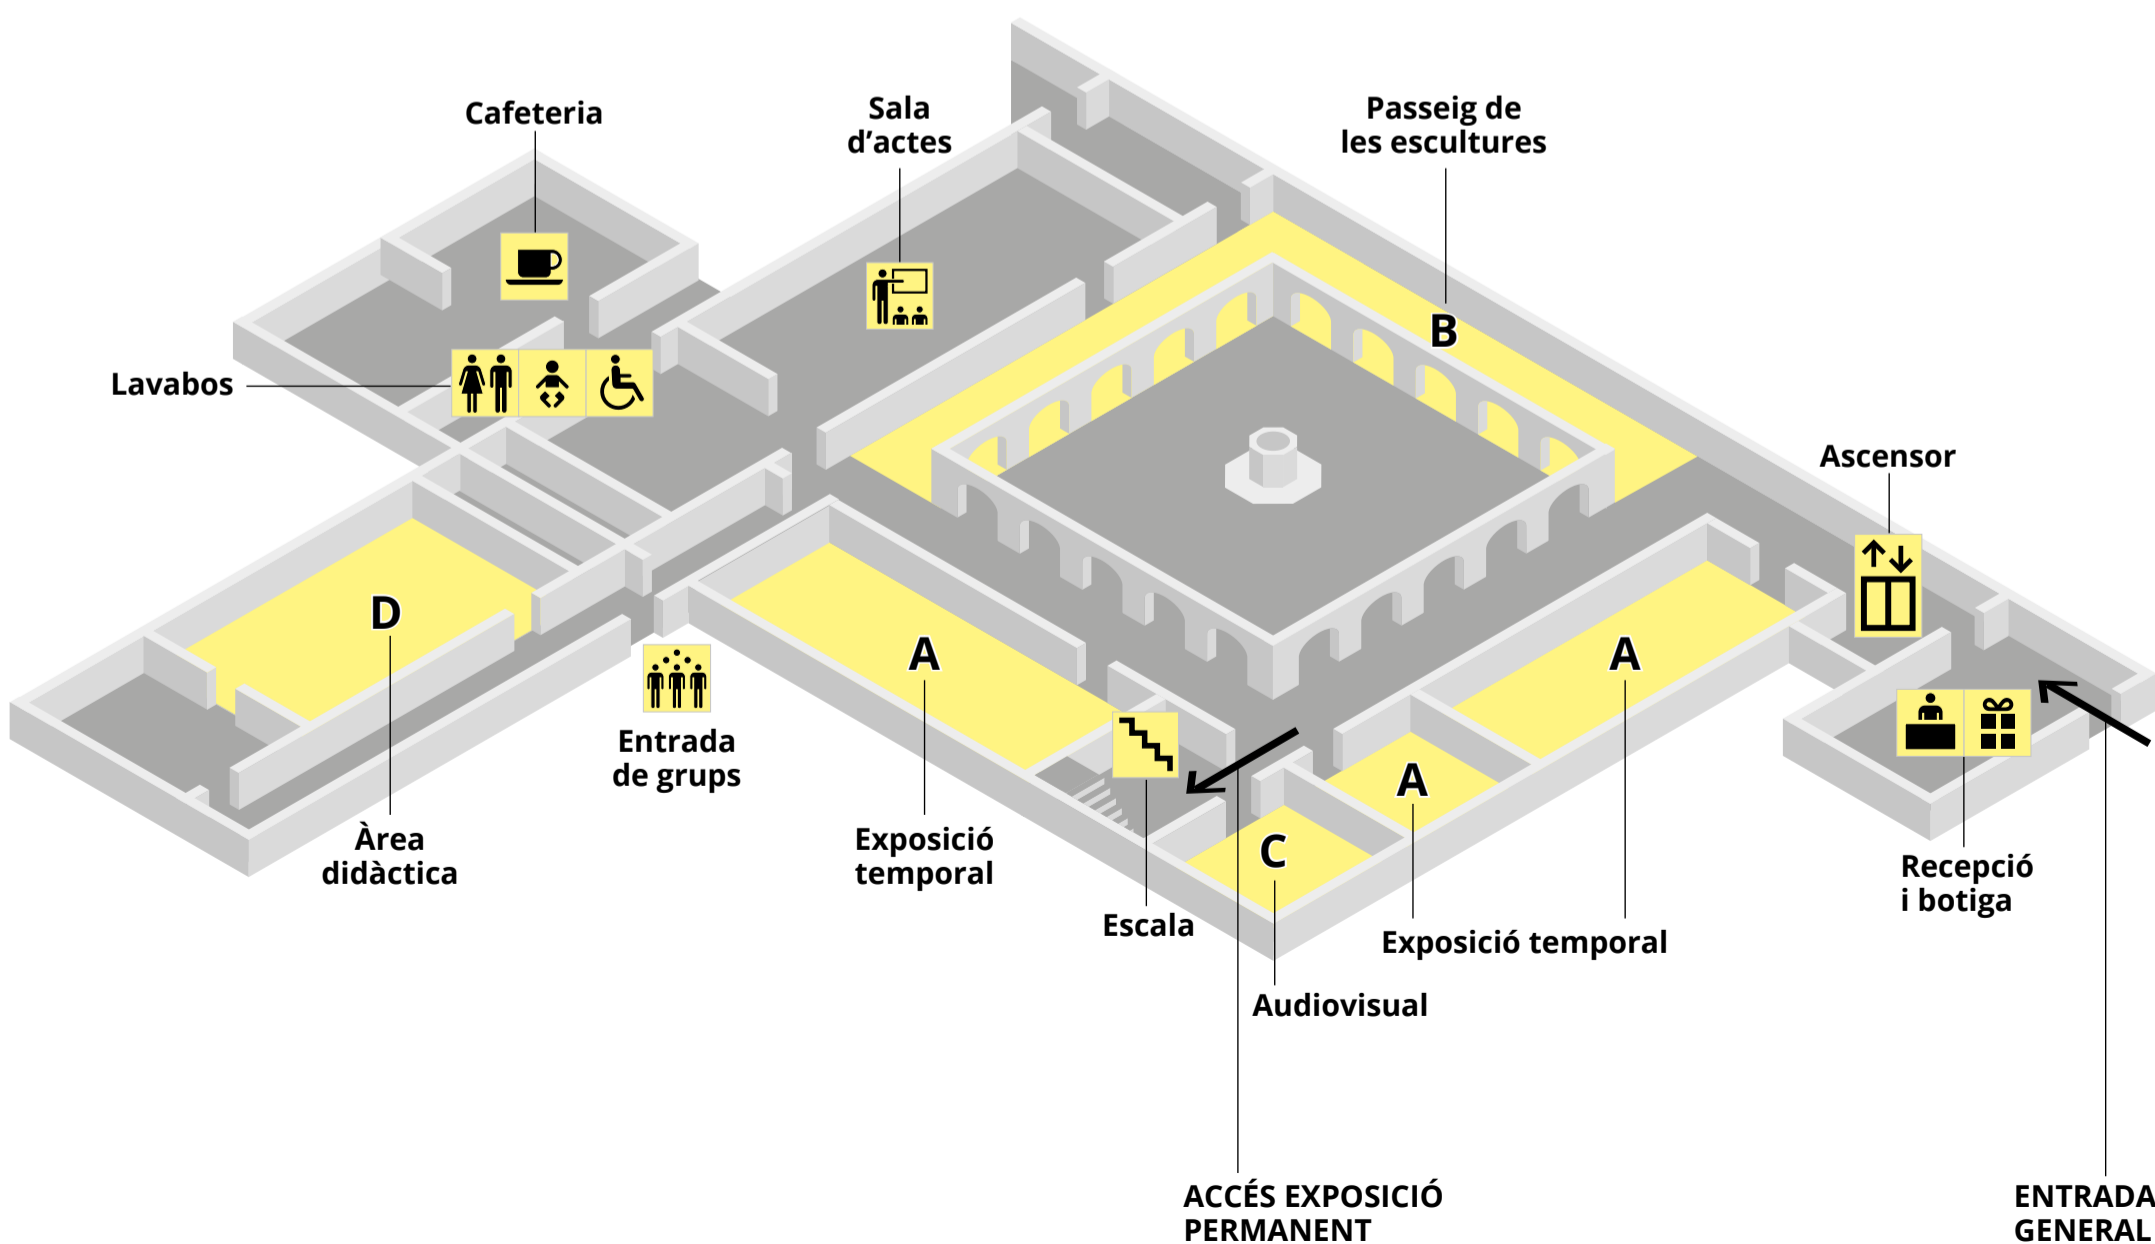 Cafeteria
Sala
d’actes
Passeig de
les escultures
B
Lavabos
Ascensor
D
A
A
Entrada
de grups
A
C
Àrea
didàctica
Exposició
temporal
Recepció
i botiga
Escala
Exposició temporal
Audiovisual
ACCÉS EXPOSICIÓ
PERMANENT
ENTRADA
GENERAL